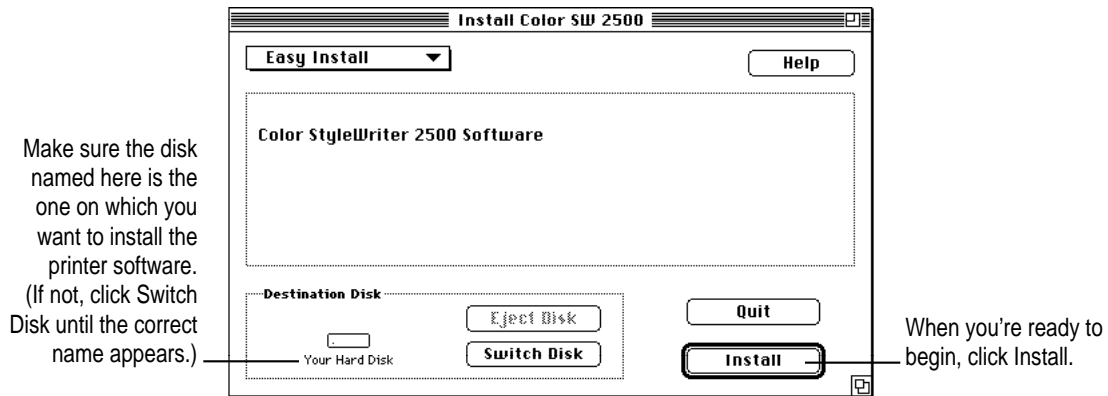 Install Color SW 2500
Easy Install
Help
Color StyleWriter 2500 Software
Make sure the disk
named here is the
one on which you
want to install the
printer software.
(If not, click Switch
Disk until the correct
name appears.)
Destination Disk
Eject Disk
Your Hard Disk
Switch Disk
Quit
Install
When you're ready to
begin, click Install.